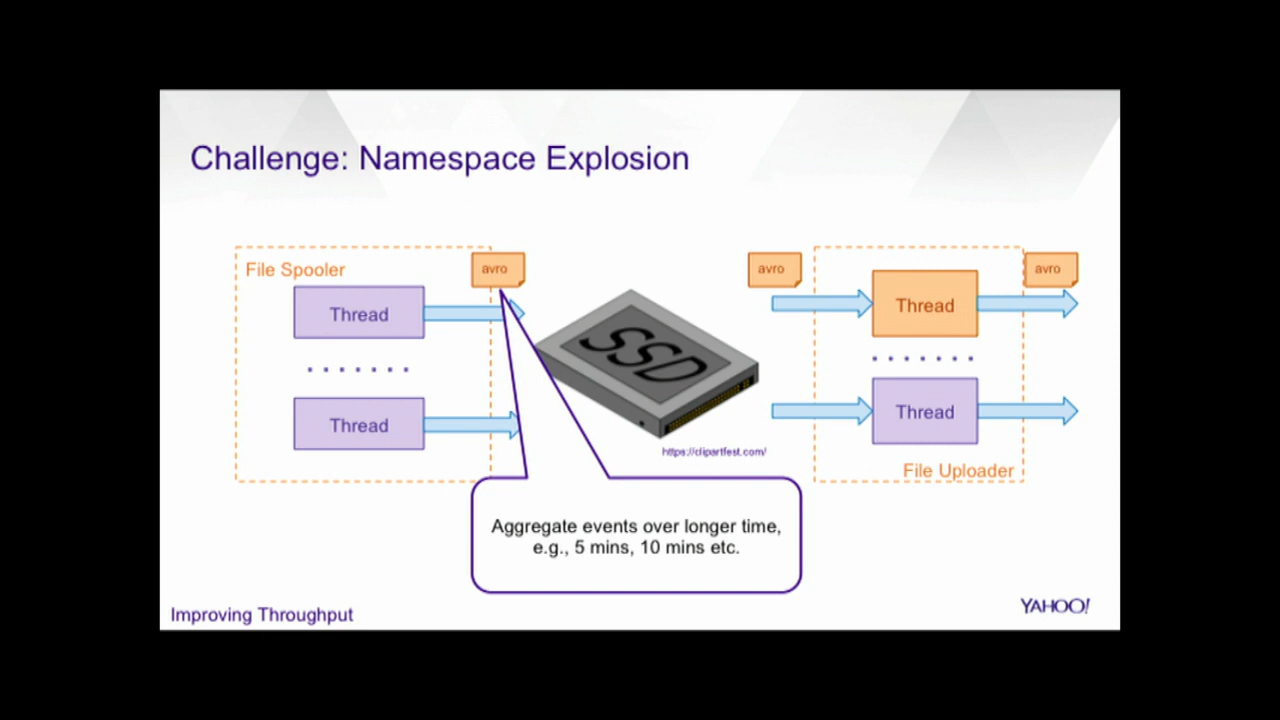 Challenge: Namespace Explosion
File Spooler
avro
avro
avro
Thread
Thread
Thread
Thread
SSD
https://clipartfest.com/
File Uploader
Aggregate events over longer time,
e.g., 5 mins, 10 mins etc.
Improving Throughput
YAHOO!